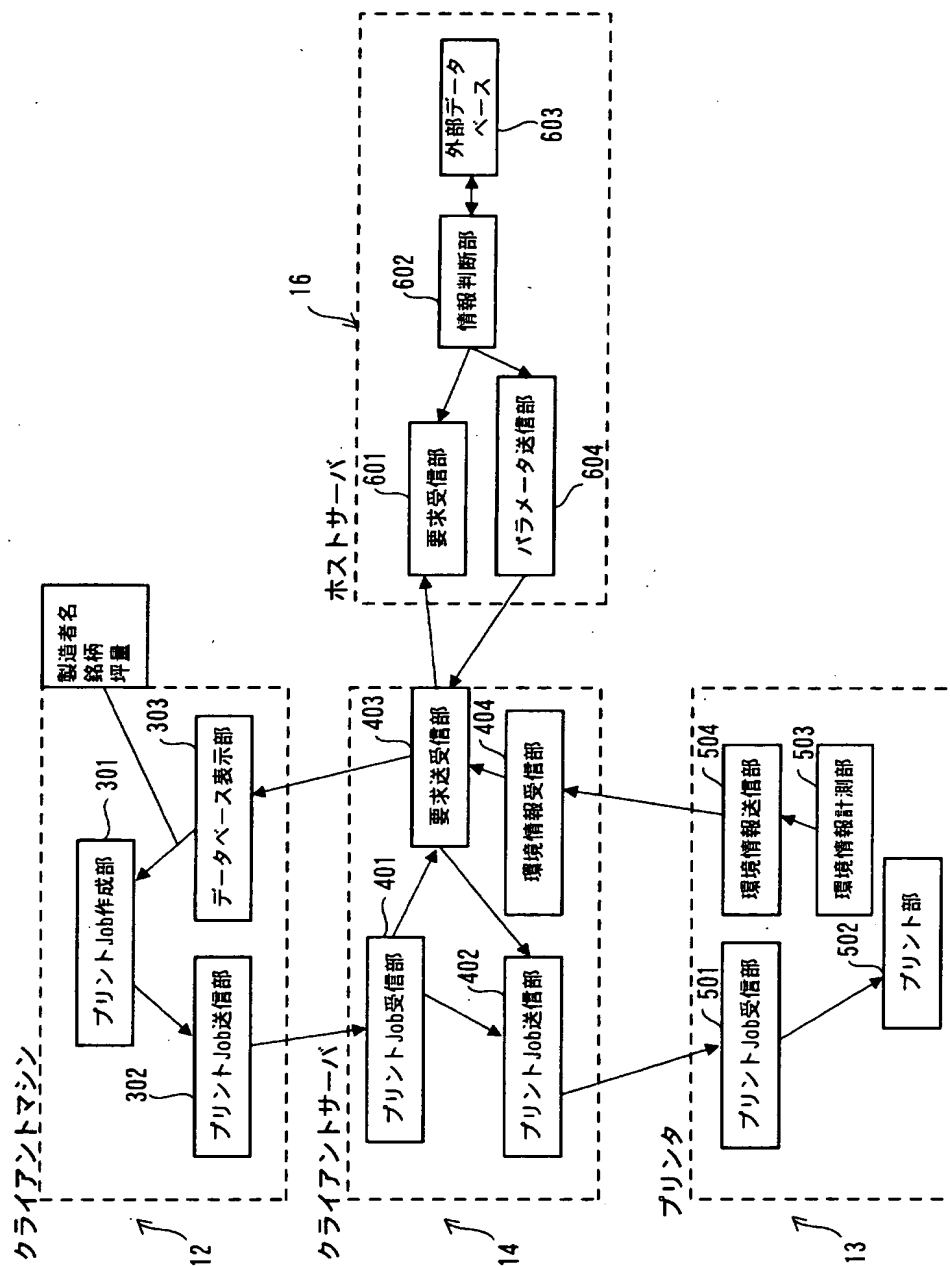 クライアントマシン
12
301
プリントJob作成部
製造者名
銘柄
坪量
302
プリントJob送信部
303
データベース表示部
クライアントサーバ
14
401
プリントJob受信部
403
要求送受信部
402
プリントJob送信部
404
環境情報受信部
プリンタ
13
501
プリントJob受信部
504
環境情報送信部
503
環境情報計測部
502
プリント部
16
ホストサーバ
601
要求受信部
602
情報判断部
外部データ
ベース
603
パラメータ送信部
604